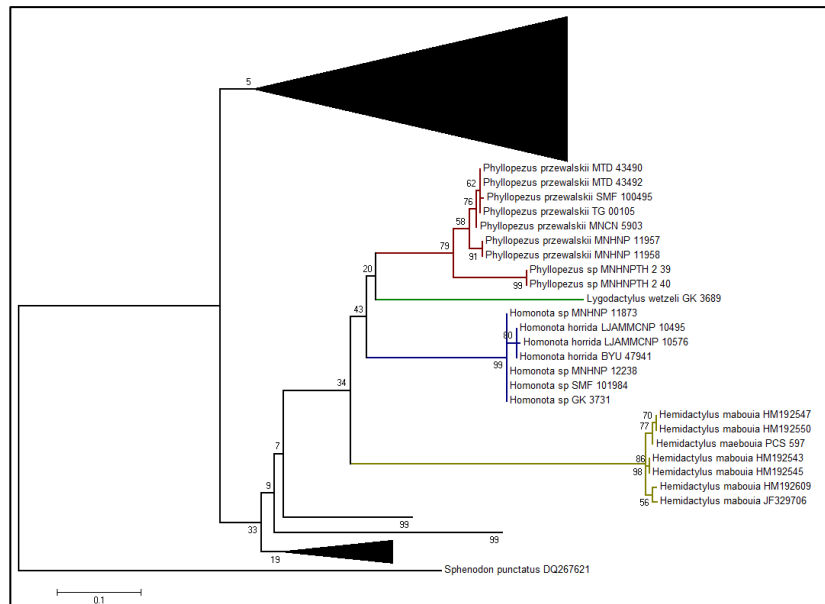 5
Phyllopezus przewalskii MTD 43490
62
Phyllopezus przewalskii MTD 43492
Phyllopezus przewalskii SMF 100495
76
Phyllopezus przewalskii TG 00105
58
Phyllopezus przewalskii MNCN 5903
Phyllopezus przewalskii MNHNP 11957
79
91
Phyllopezus przewalskii MNHNP 11958
20
Phyllopezus sp MNHNPTH 2 39
99
Phyllopezus sp MNHNPTH 2 40
Lygodactylus wetzeli GK 3689
43
Homonota sp MNHNP 11873
Homonota horrida LJAMMCNP 10495
80
Homonota horrida LJAMMCNP 10576
Homonota horrida BYU 47941
99
Homonota sp MNHNP 12238
34
Homonota sp SMF 101984
Homonota sp GK 3731
70
Hemidactylus mabouia HM192547
77
Hemidactylus mabouia HM192550
Hemidactylus maebouia PCS 597
86
Hemidactylus mabouia HM192543
98
Hemidactylus mabouia HM192545
7
Hemidactylus mabouia HM192609
56
Hemidactylus mabouia JF329706
9
99
33
99
19
Sphenodon punctatus DQ267621
0.1